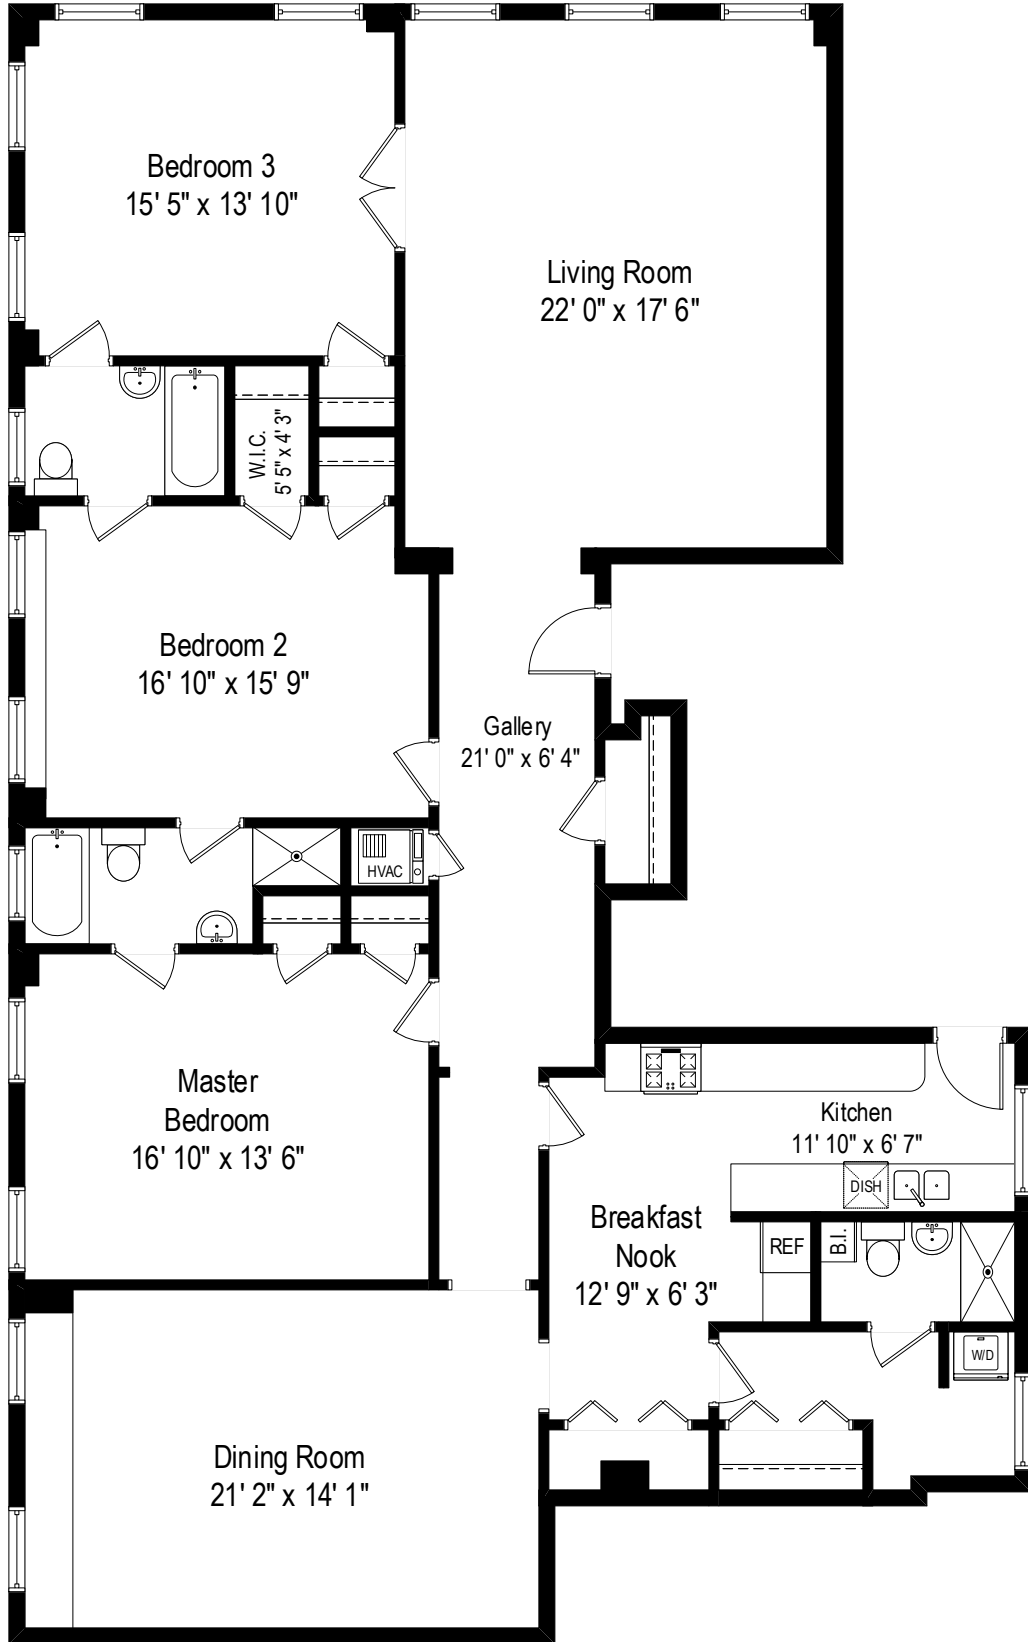 Bedroom 3
15' 5" x 13' 10"
Living Room
22' 0" x 17' 6"
W.I.C.
5' 5" x 4' 3"
Bedroom 2
16' 10" x 15' 9"
Gallery
21' 0" x 6' 4"
HVAC
Master
Bedroom
16' 10" x 13' 6"
Kitchen
11' 10" x 6' 7"
DISH
Breakfast
Nook
12' 9" x 6' 3"
REF
B.I.
W/D
Dining Room
21' 2" x 14' 1"